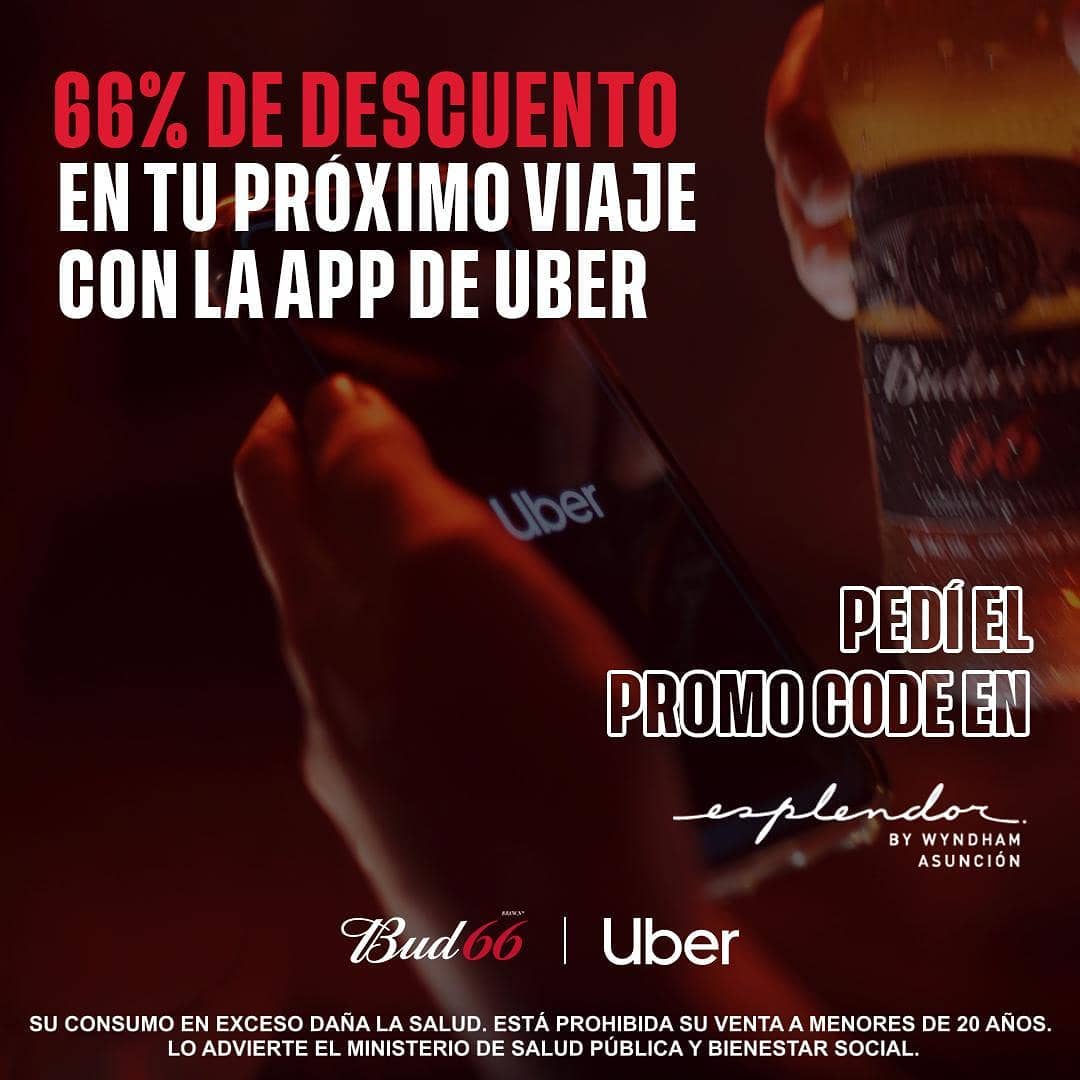 66% DE DESCUENTO
EN TU PRÓXIMO VIAJE
CON LA APP DE UBER
Budweiser
66
Uber
PEDÍ EL
PROMO CODE EN
esplendor.
BY WYNDHAM
ASUNCIÓN
Bud66
Uber
SU CONSUMO EN EXCESO DAÑA LA SALUD. ESTÁ PROHIBIDA SU VENTA A MENORES DE 20 AÑOS.
LO ADVIERTE EL MINISTERIO DE SALUD PÚBLICA Y BIENESTAR SOCIAL.